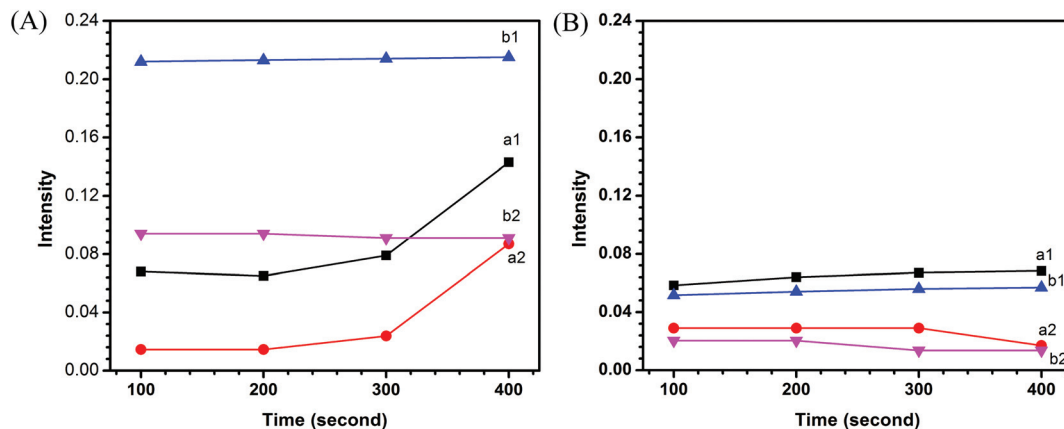 (A)
Intensity
0.24
0.20
0.16
0.12
0.08
0.04
0.00
b1
a1
b2
a2
100 200 300 400
Time (second)
(B)
Intensity
0.24
0.20
0.16
0.12
0.08
0.04
0.00
a1
b1
a2
b2
100 200 300 400
Time (second)